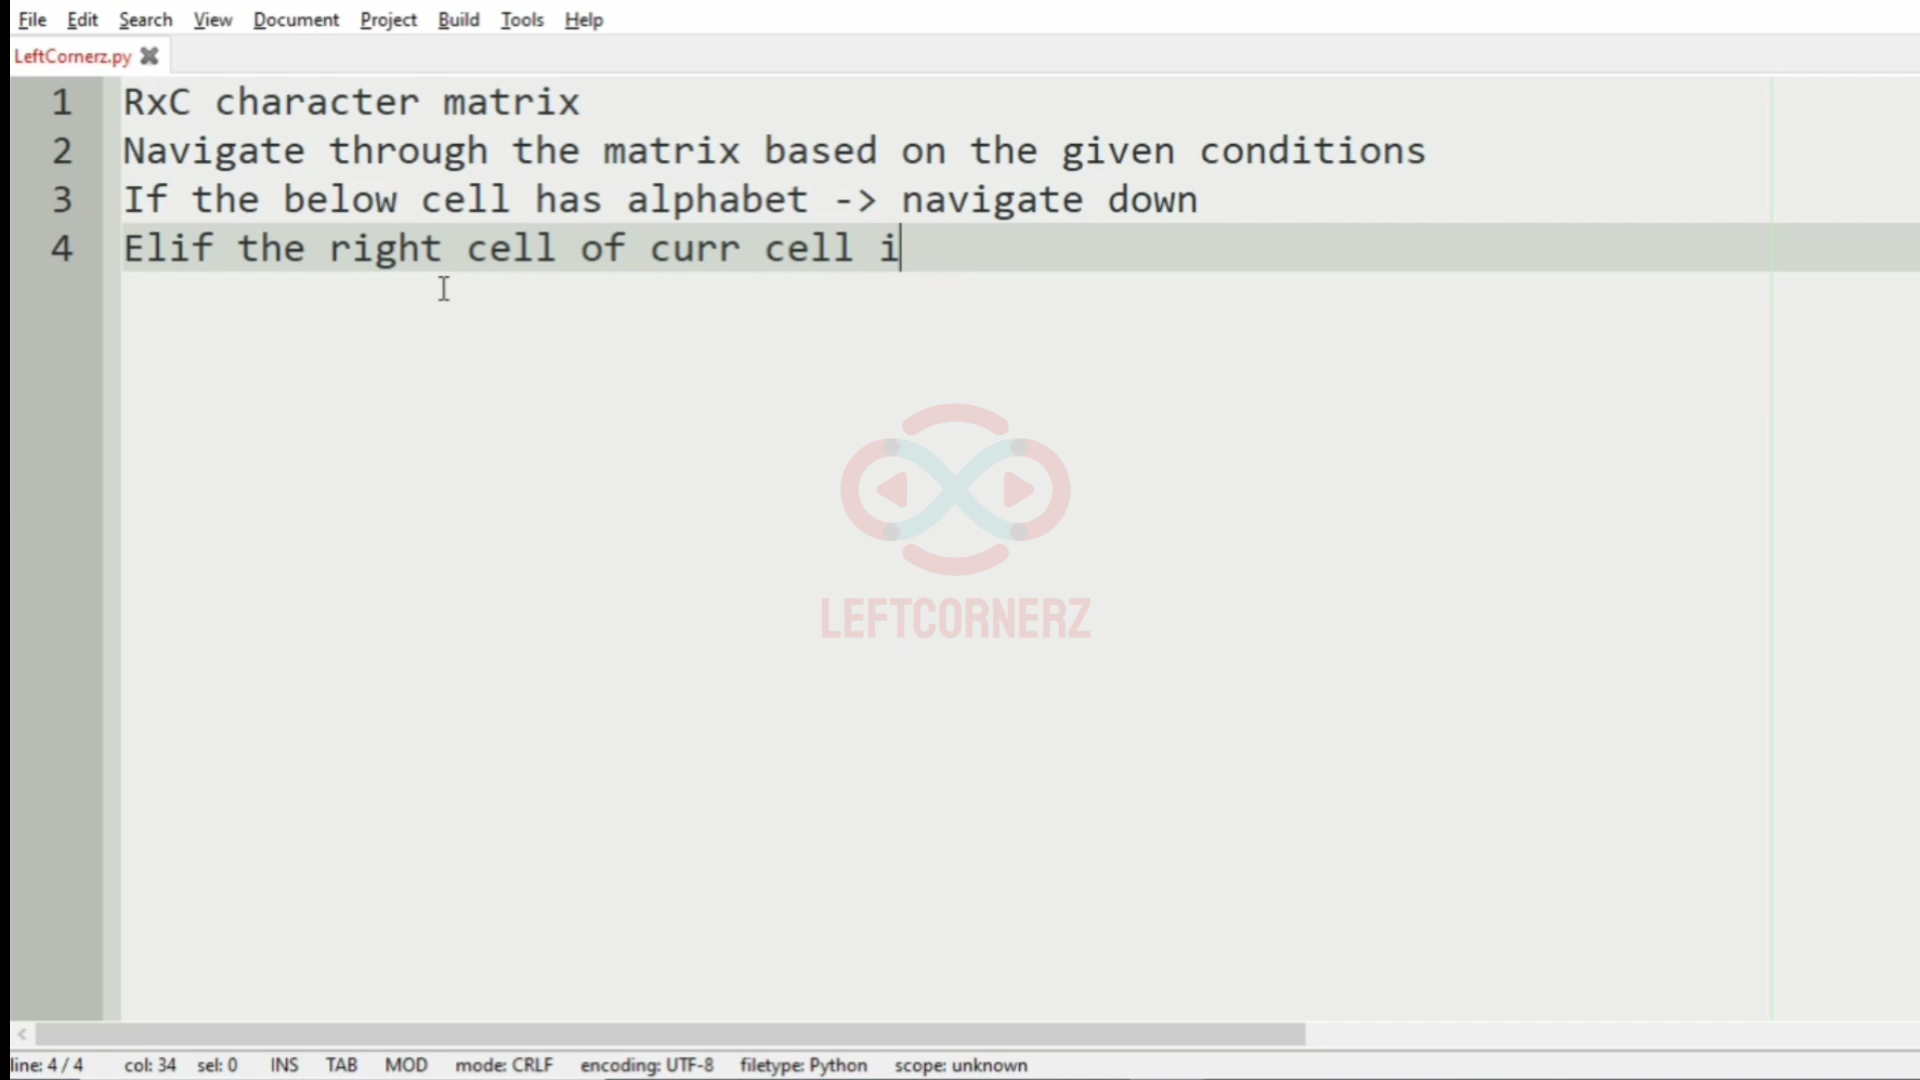 File Edit Search View Document Project Build Tools Help
LeftCornerz.py
1 RxC character matrix
2 Navigate through the matrix based on the given conditions
3 If the below cell has alphabet -> navigate down
4 Elif the right cell of curr cell i
LEFTCORNERZ
line: 4 / 4 col: 34 sel: 0 INS TAB MOD mode: CRLF encoding: UTF-8 filetype: Python scope: unknown